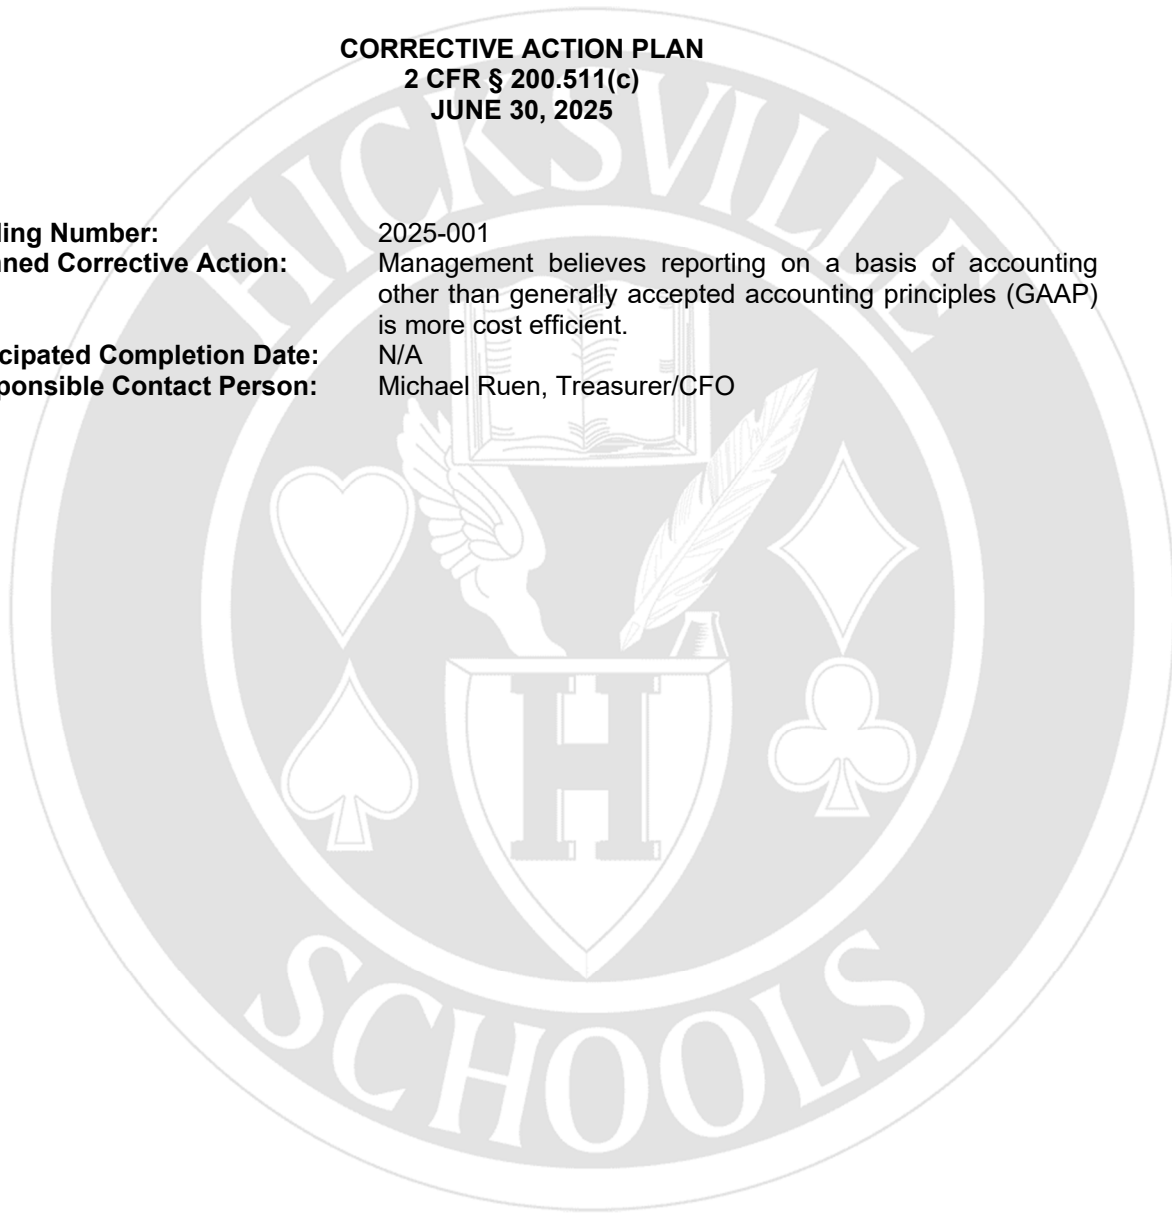 CORRECTIVE ACTION PLAN
2 CFR § 200.511(c)
JUNE 30, 2025
HICKSVILLE
ding Number: 2025-001
nned Corrective Action: Management believes reporting on a basis of accounting
other than generally accepted accounting principles (GAAP)
is more cost efficient.
cipated Completion Date: N/A
ponsible Contact Person: Michael Ruen, Treasurer/CFO
H
SCHOOLS